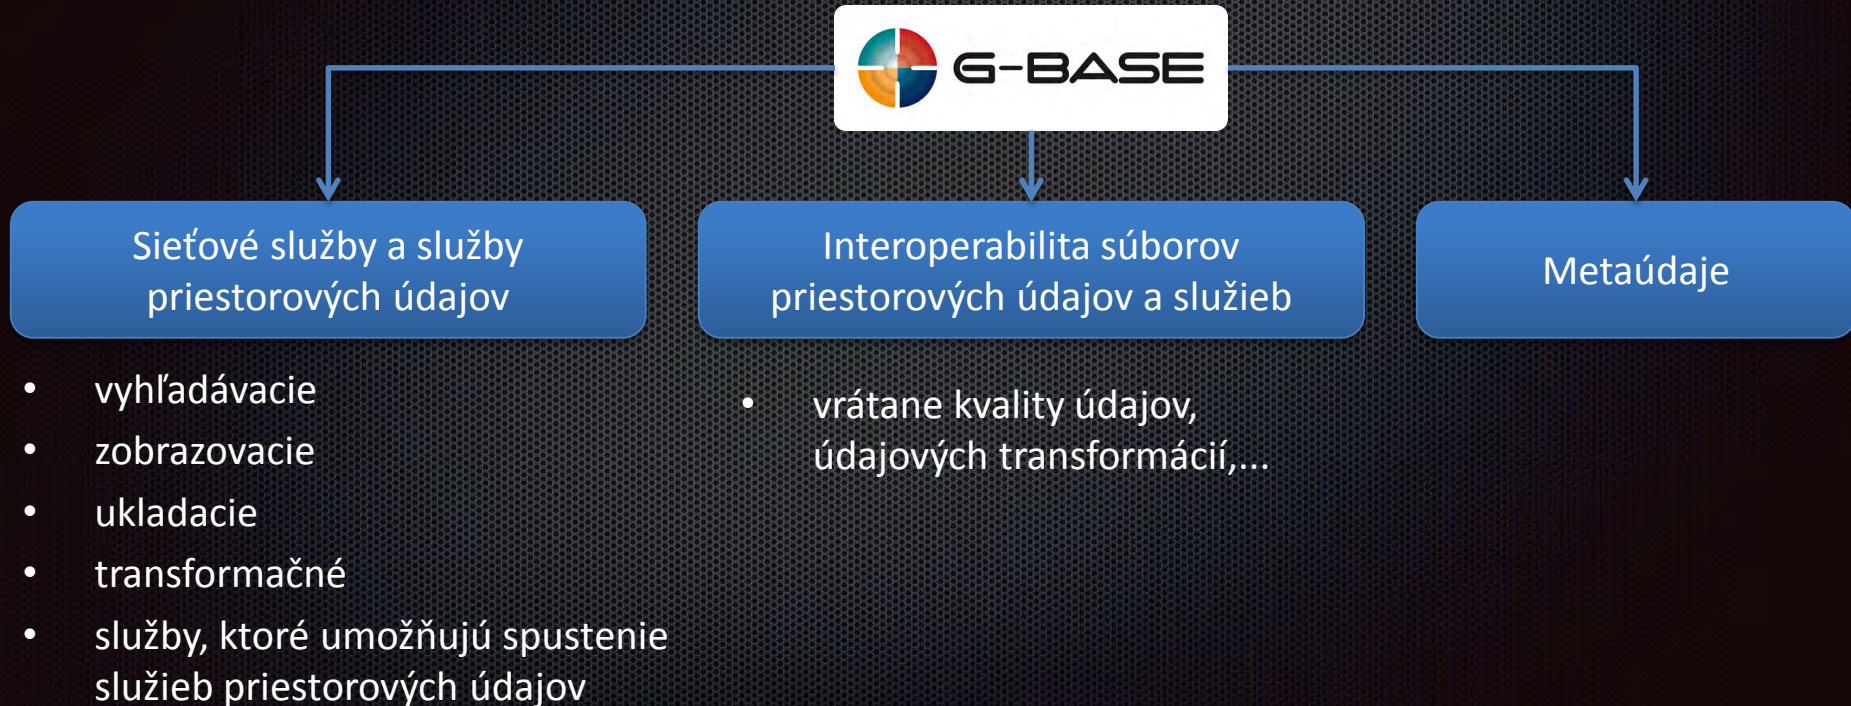 G-BASE
Sieťové služby a služby
priestorových údajov
Interoperabilita súborov
priestorových údajov a služieb
Metaúdaje
• vyhľadávacie
• zobrazovacie
• ukladacie
• transformačné
• služby, ktoré umožňujú spustenie
služieb priestorových údajov
• vrátane kvality údajov,
údajových transformácií,...